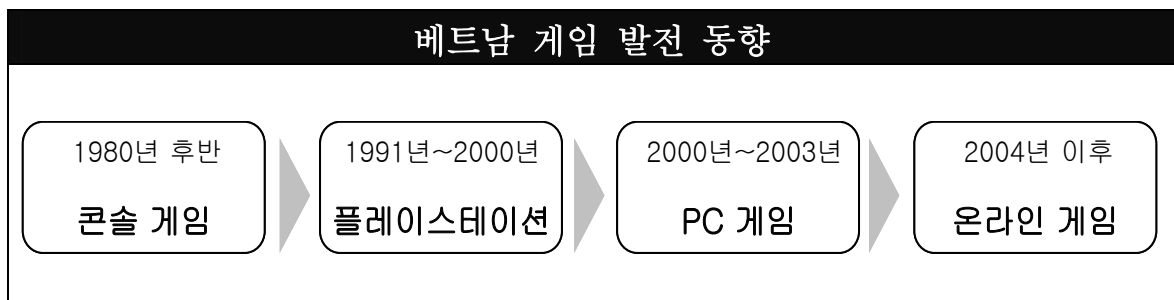 베트남 게임 발전 동향
1980년 후반
콘솔 게임
1991년~2000년
플레이스테이션
2000년~2003년
PC 게임
2004년 이후
온라인 게임